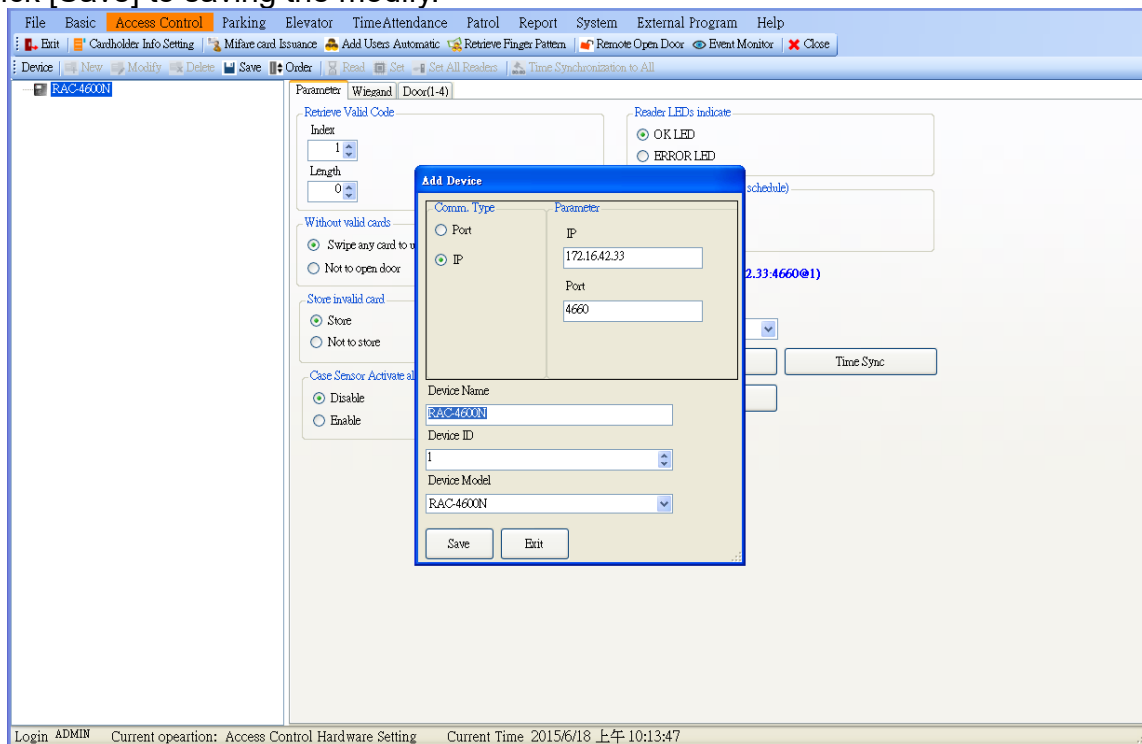 ick [Save] to saving the modify.
File Basic Access Control Parking Elevator TimeAttendance Patrol Report System External Program Help
Exit Cardholder Info Setting Mifare card Issuance Add Users Automatic Retrieve Finger Pattern Remote Open Door Event Monitor Close
Device New Modify Delete Save Order Read Set Set All Readers Time Synchronization to All
RAC-4600N
Parameter Wiegand Door(1-4)
Retrieve Valid Code
Index
1
Length
0
Reader LEDs indicate
OK LED
ERROR LED
schedule)
Without valid cards
Swipe any card to u
Not to open door
2.33:4660@1)
Store invalid card
Store
Not to store
Time Sync
Case Sensor Activate al
Disable
Enable
Add Device
Comm. Type
Port
IP
Parameter
IP
172.16.42.33
Port
4660
Device Name
RAC-4600N
Device ID
1
Device Model
RAC-4600N
Save Exit
Login ADMIN Current opeartion: Access Control Hardware Setting Current Time 2015/6/18 上午 10:13:47